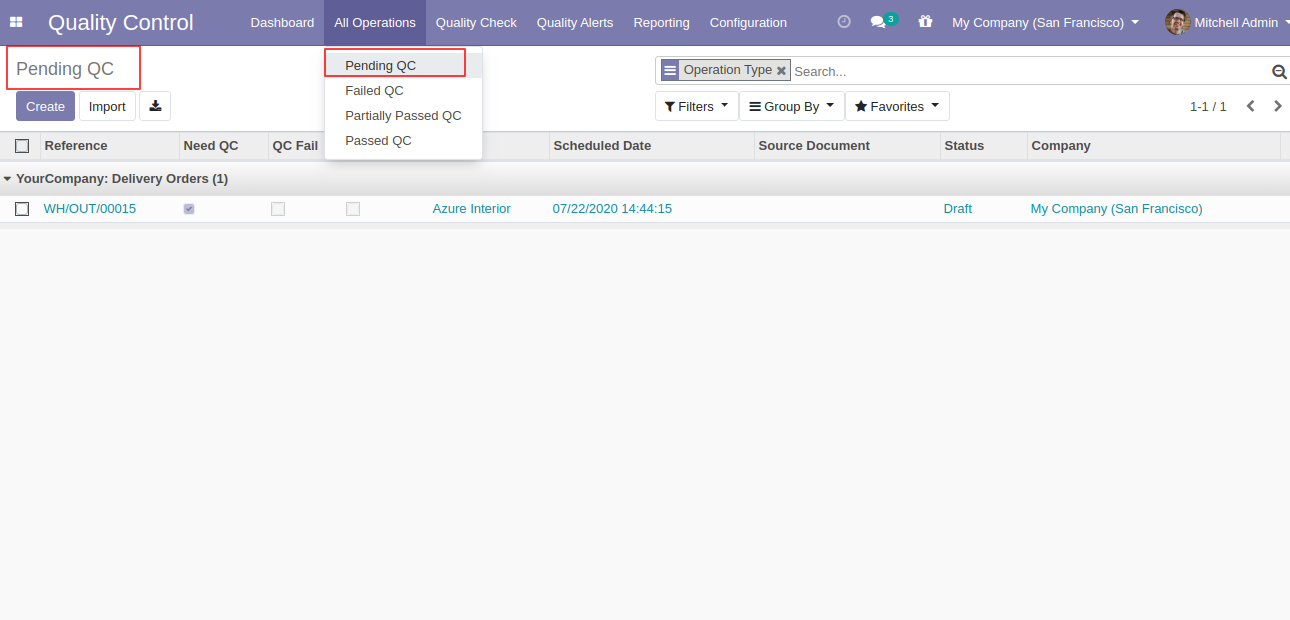 Quality Control Dashboard All Operations Quality Check Quality Alerts Reporting Configuration 3 My Company (San Francisco) Mitchell Admin
Pending QC
Pending QC
Failed QC
Partially Passed QC
Passed QC
Operation Type Search...
Create Import Filters Group By Favorites 1-1 / 1
Reference Need QC QC Fail Scheduled Date Source Document Status Company
YourCompany: Delivery Orders (1)
WH/OUT/00015 Azure Interior 07/22/2020 14:44:15 Draft My Company (San Francisco)